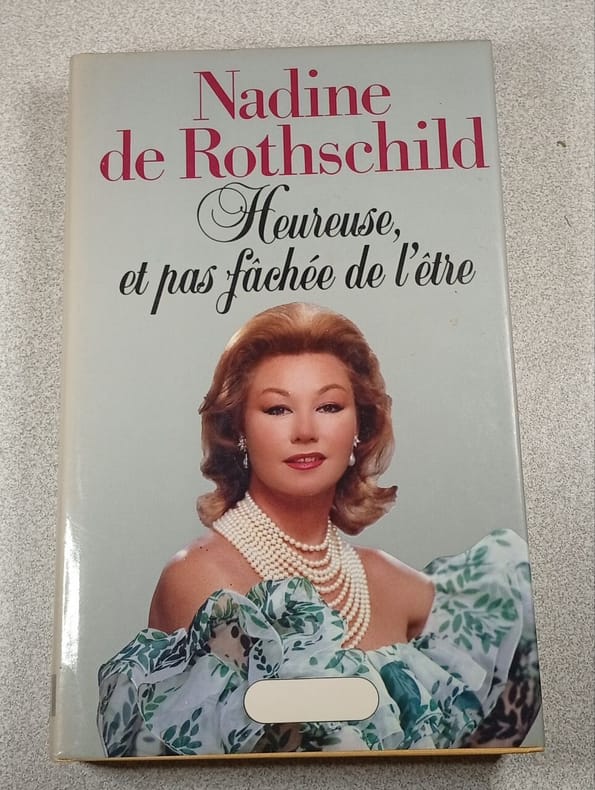 Nadine
de Rothschild
Heureuse,
et pas fâchée de l'être